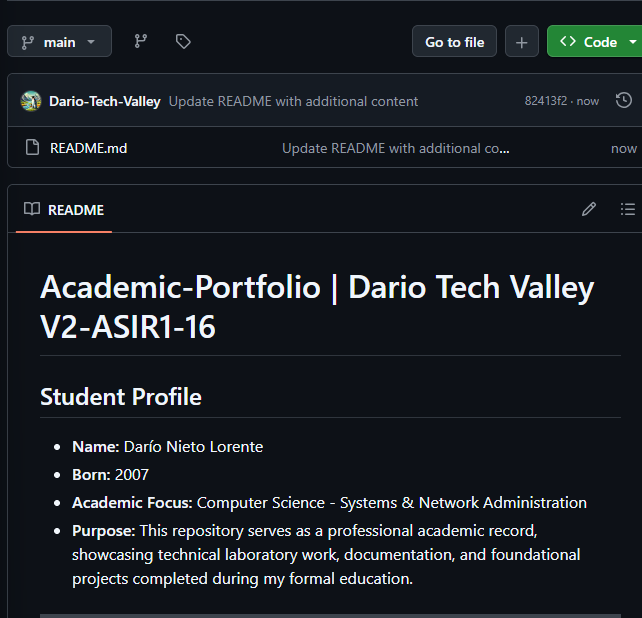 main
Go to file
Code
Dario-Tech-Valley Update README with additional content 82413f2 · now
README.md Update README with additional co... now
README
Academic-Portfolio | Dario Tech Valley
V2-ASIR1-16
Student Profile
Name: Darío Nieto Lorente
Born: 2007
Academic Focus: Computer Science - Systems & Network Administration
Purpose: This repository serves as a professional academic record,
showcasing technical laboratory work, documentation, and foundational
projects completed during my formal education.